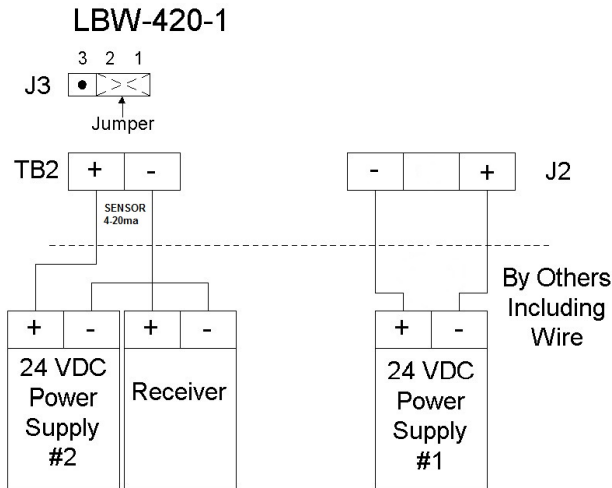 LBW-420-1
3 2 1
J3
Jumper
TB2 + - - + J2
SENSOR
4-20ma
By Others
Including
Wire
+ - + - + -
24 VDC
Power
Supply
#2
Receiver
24 VDC
Power
Supply
#1